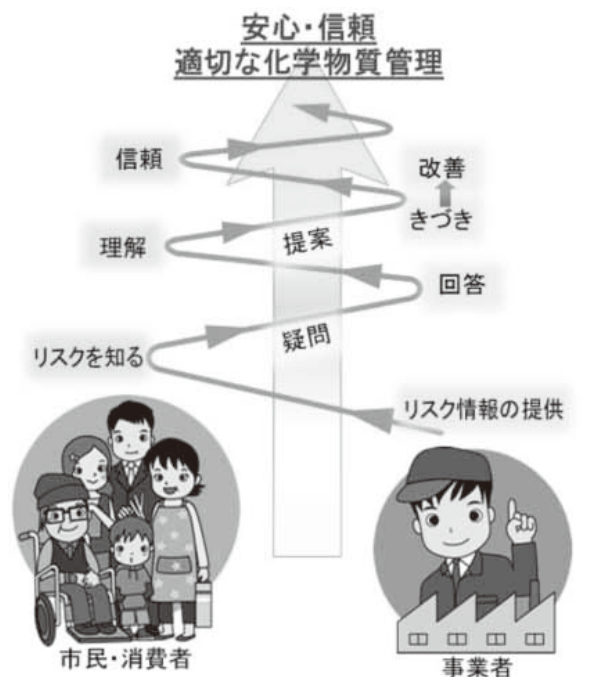 安心・信頼
適切な化学物質管理
信頼
改善
きづき
提案
理解
回答
疑問
リスクを知る
リスク情報の提供
市民・消費者
事業者